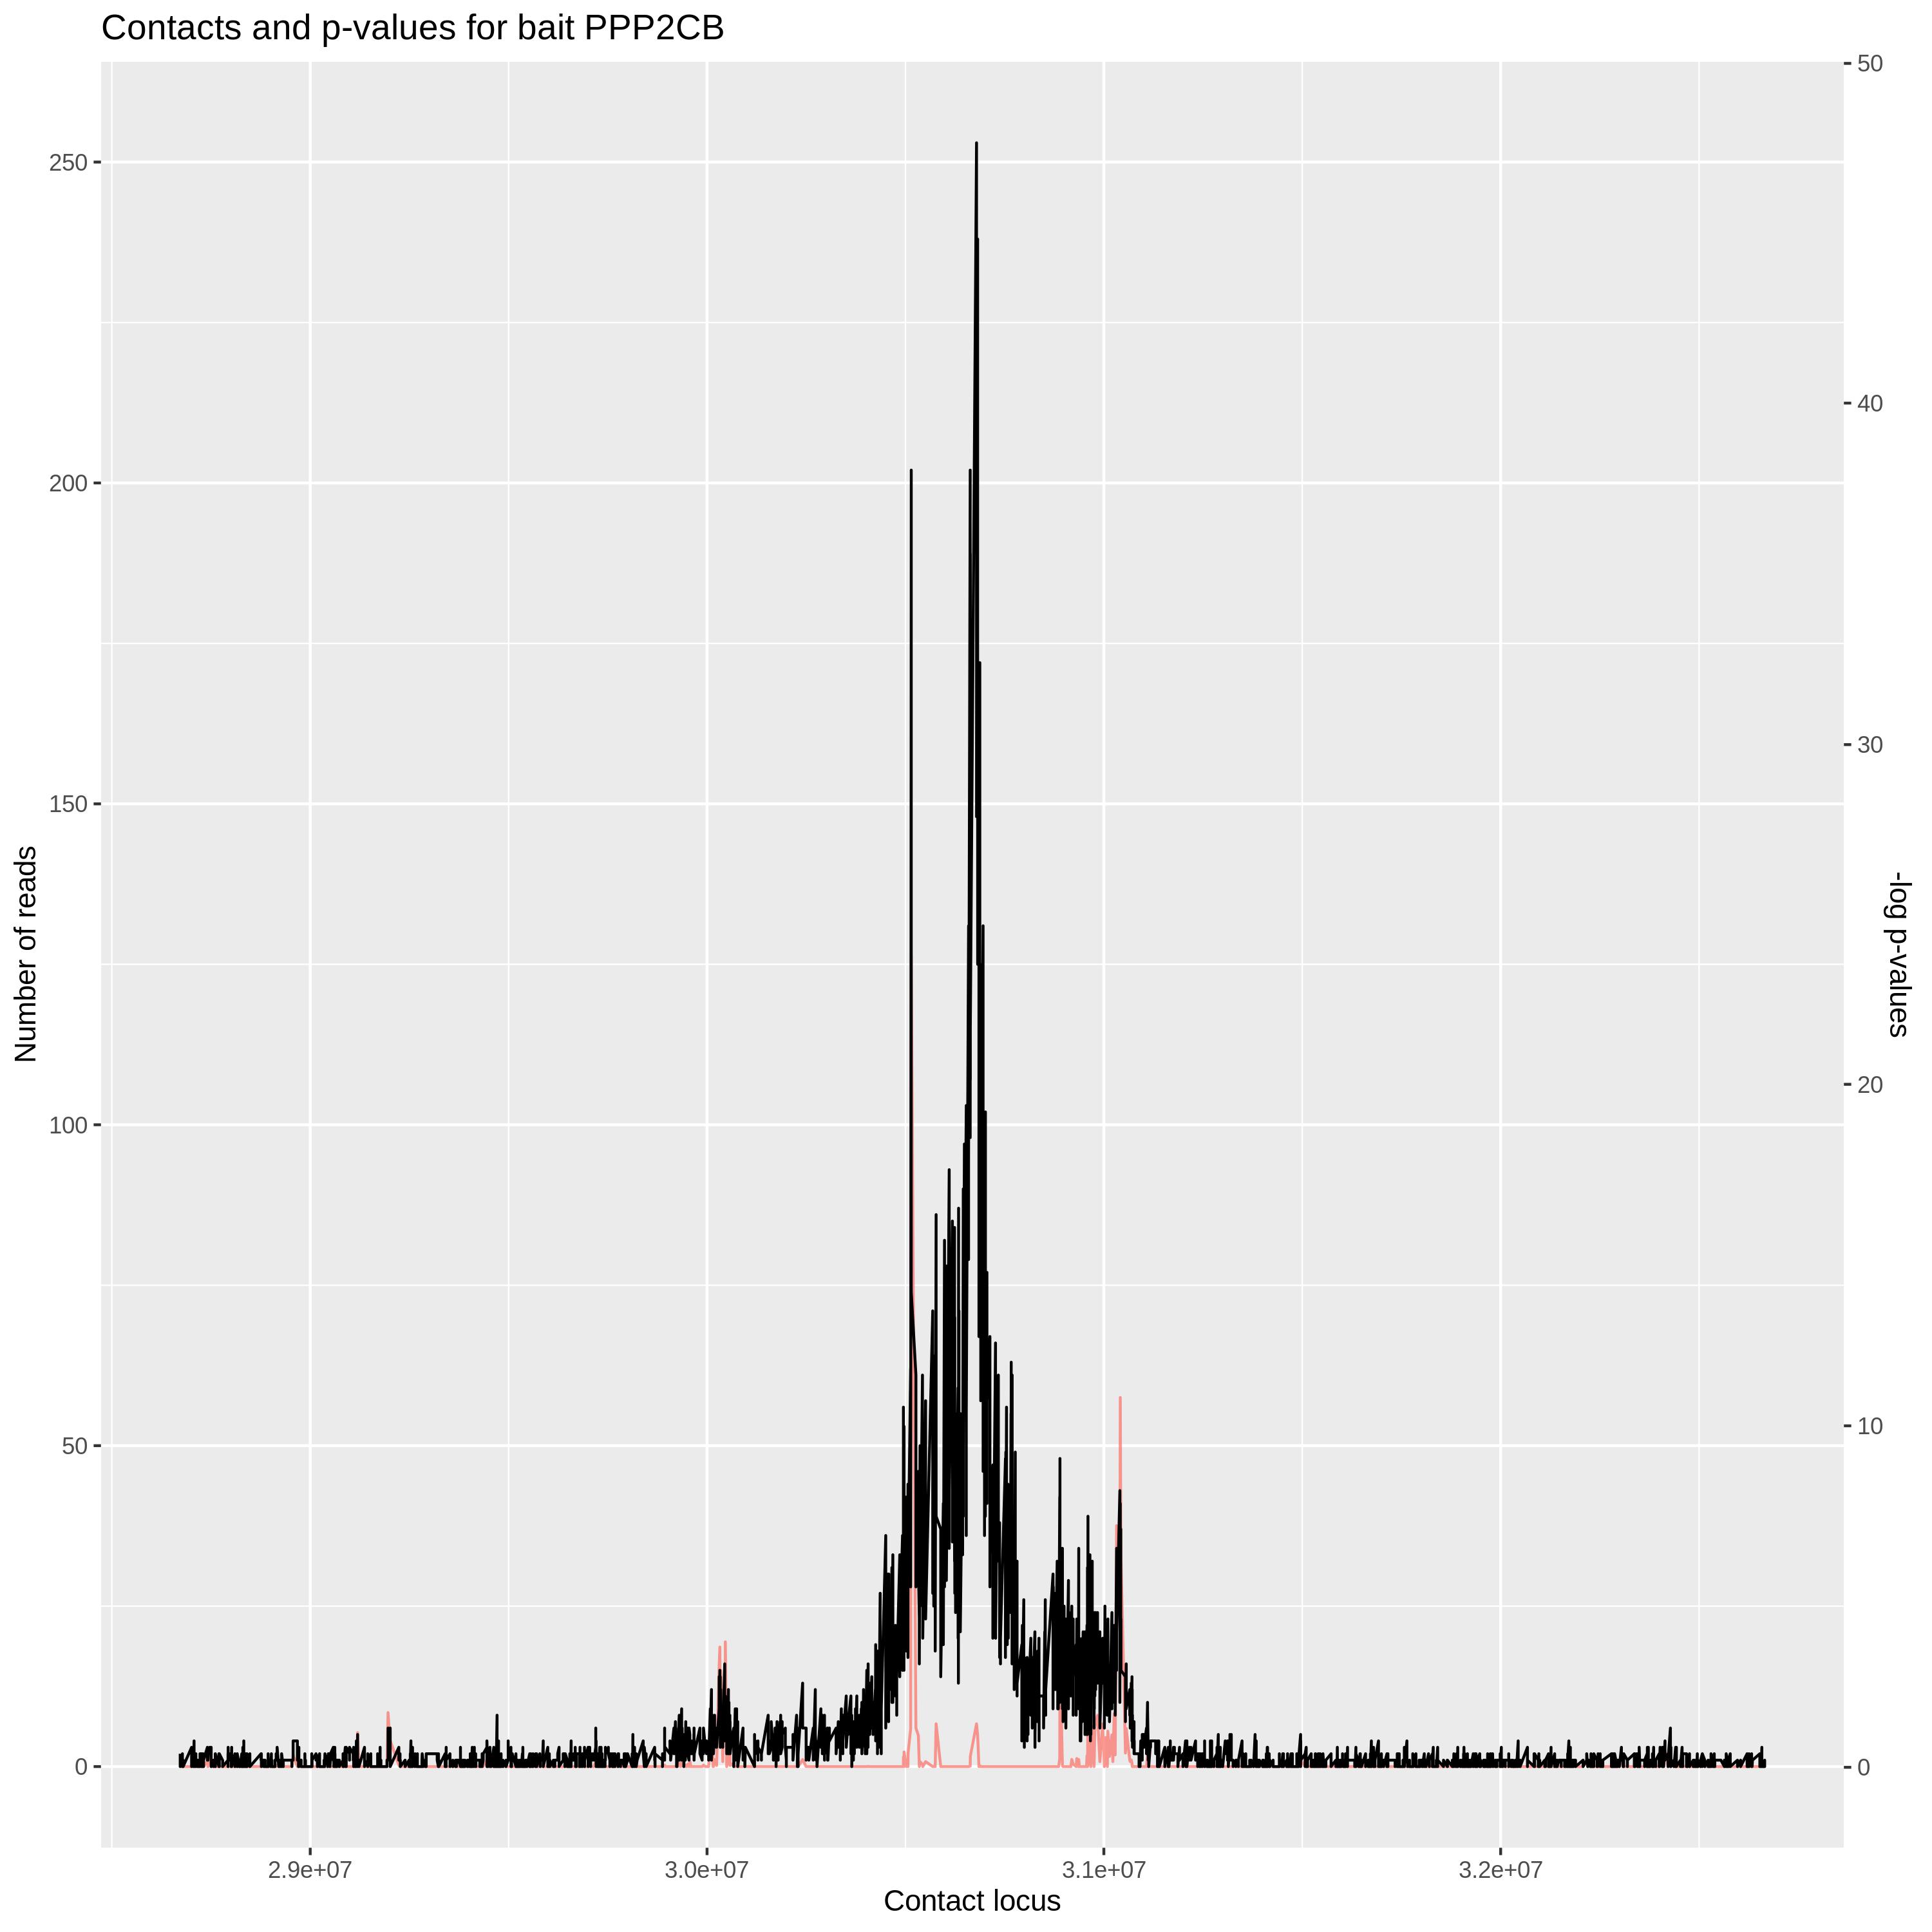 Contacts and p-values for bait PPP2CB
Number of reads
250
200
150
100
50
0
50
40
30
20
10
0
-log p-values
2.9e+07 3.0e+07 3.1e+07 3.2e+07
Contact locus